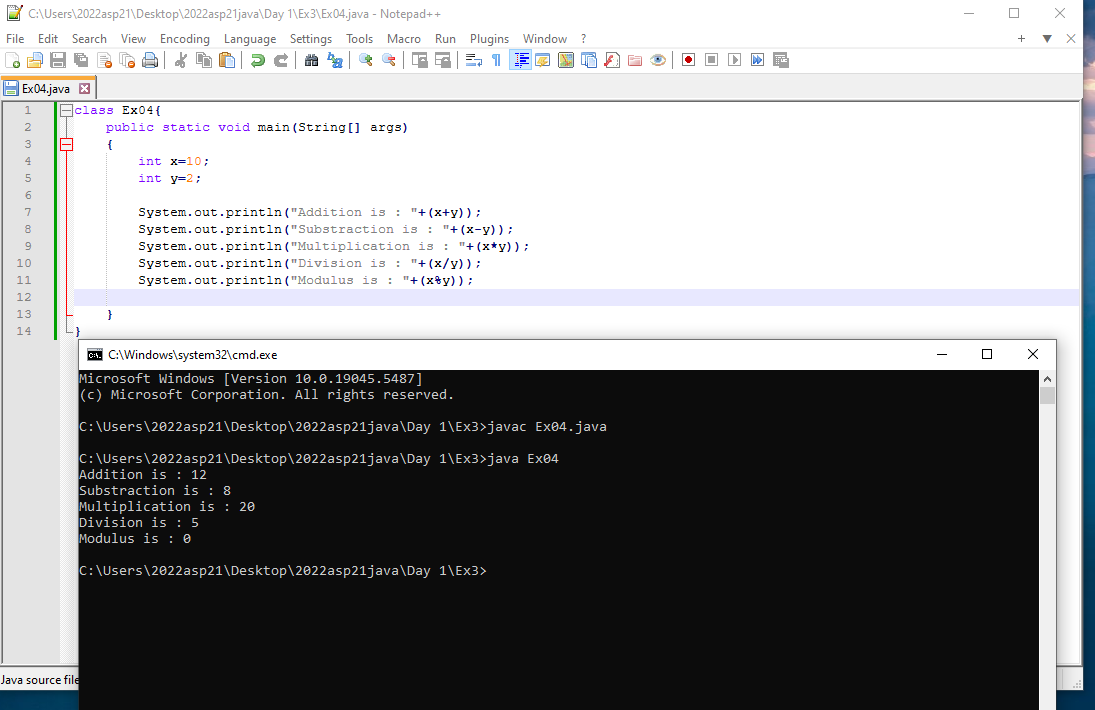 C:\Users\2022asp21\Desktop\2022asp21java\Day 1\Ex3\Ex04.java - Notepad++
File Edit Search View Encoding Language Settings Tools Macro Run Plugins Window ?
Ex04.java
1 class Ex04{
2 public static void main(String[] args)
3 {
4 int x=10;
5 int y=2;
6
7 System.out.println("Addition is : "+(x+y));
8 System.out.println("Substraction is : "+(x-y));
9 System.out.println("Multiplication is : "+(x*y));
10 System.out.println("Division is : "+(x/y));
11 System.out.println("Modulus is : "+(x%y));
12
13 }
14 }
C:\Windows\system32\cmd.exe
Microsoft Windows [Version 10.0.19045.5487]
(c) Microsoft Corporation. All rights reserved.
C:\Users\2022asp21\Desktop\2022asp21java\Day 1\Ex3>javac Ex04.java
C:\Users\2022asp21\Desktop\2022asp21java\Day 1\Ex3>java Ex04
Addition is : 12
Substraction is : 8
Multiplication is : 20
Division is : 5
Modulus is : 0
C:\Users\2022asp21\Desktop\2022asp21java\Day 1\Ex3>
Java source file